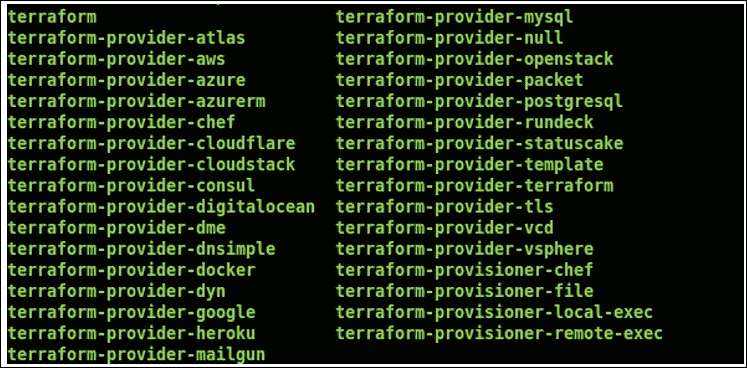 terraform terraform-provider-mysql
terraform-provider-atlas terraform-provider-null
terraform-provider-aws terraform-provider-openstack
terraform-provider-azure terraform-provider-packet
terraform-provider-azurerm terraform-provider-postgresql
terraform-provider-chef terraform-provider-rundeck
terraform-provider-cloudflare terraform-provider-statuscake
terraform-provider-cloudstack terraform-provider-template
terraform-provider-consul terraform-provider-terraform
terraform-provider-digitalocean terraform-provider-tls
terraform-provider-dme terraform-provider-vcd
terraform-provider-dnsimple terraform-provider-vsphere
terraform-provider-docker terraform-provisioner-chef
terraform-provider-dyn terraform-provisioner-file
terraform-provider-google terraform-provisioner-local-exec
terraform-provider-heroku terraform-provisioner-remote-exec
terraform-provider-mailgun